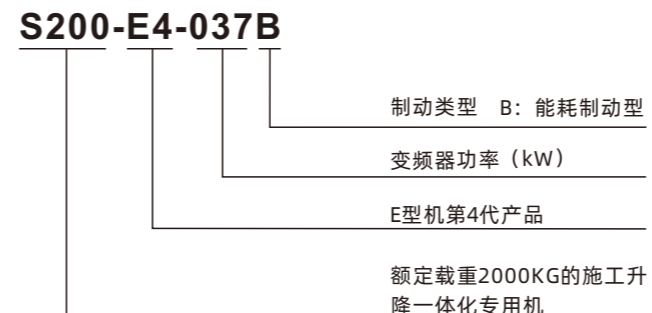 S200-E4-037B
制动类型 B：能耗制动型
变频器功率（kW）
E型机第4代产品
额定载重2000KG的施工升
降一体化专用机